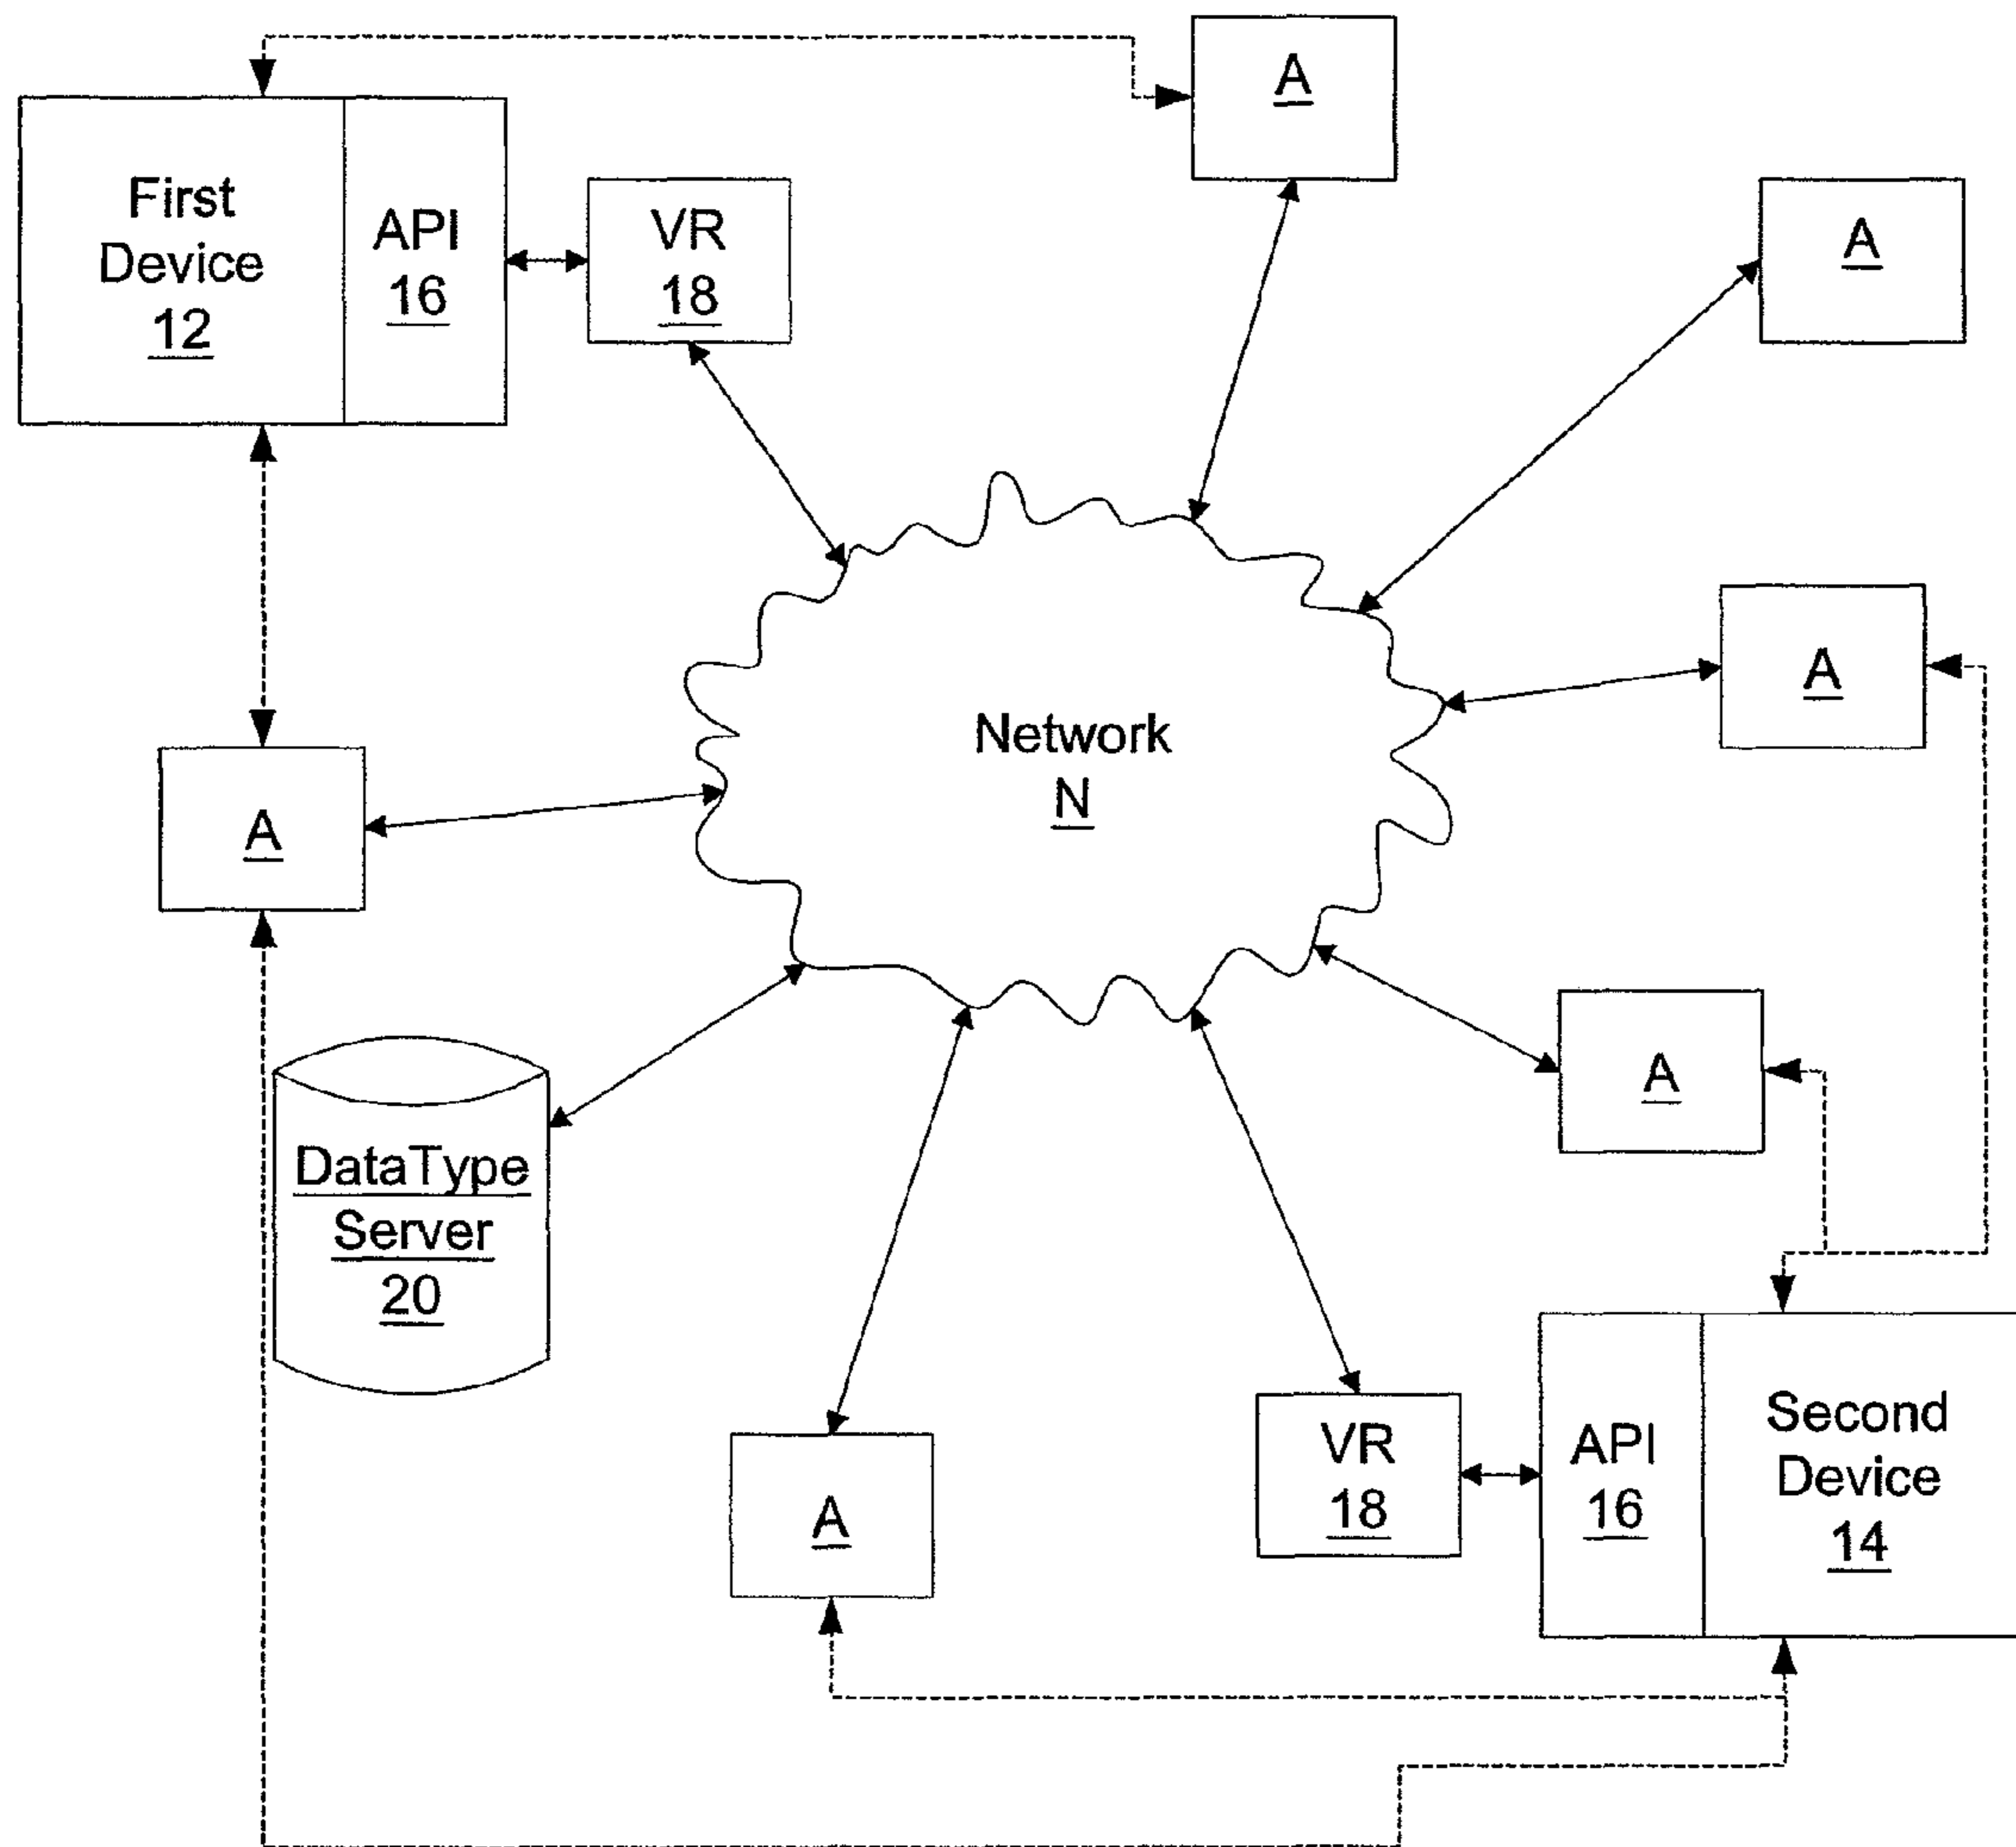 A
First
Device
12
API
16
VR
18
A
A
Network
N
A
A
DataType
Server
20
A
VR
18
API
16
Second
Device
14